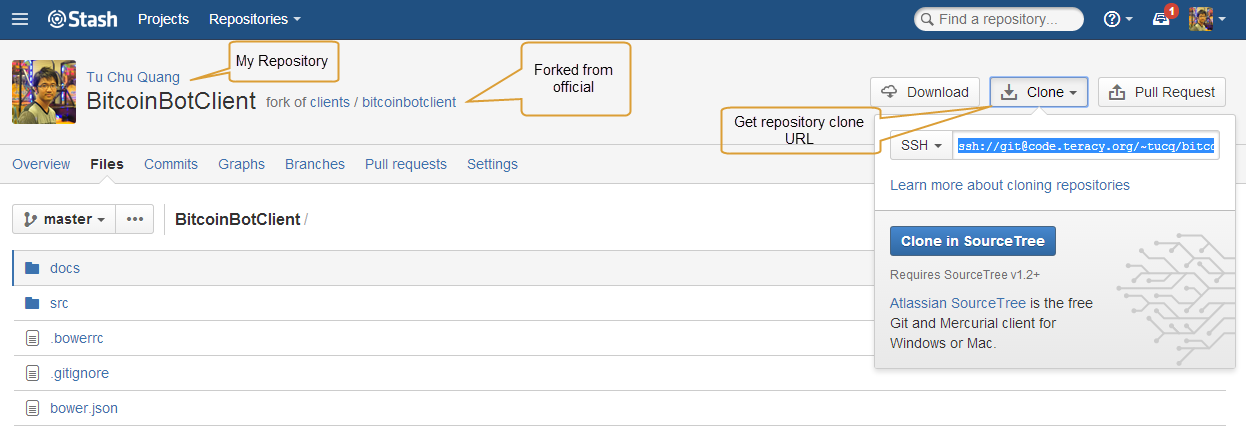 Stash Projects Repositories Find a repository... 1
My Repository
Forked from
official
Tu Chu Quang
BitcoinBotClient fork of clients / bitcoinbotclient
Download Clone Pull Request
Get repository clone
URL
SSH ssh://git@code.teracy.org/~tucq/bitco
Learn more about cloning repositories
Overview Files Commits Graphs Branches Pull requests Settings
master ••• BitcoinBotClient /
Clone in SourceTree
Requires SourceTree v1.2+
Atlassian SourceTree is the free
Git and Mercurial client for
Windows or Mac.
docs
src
.bowerrc
.gitignore
bower.json